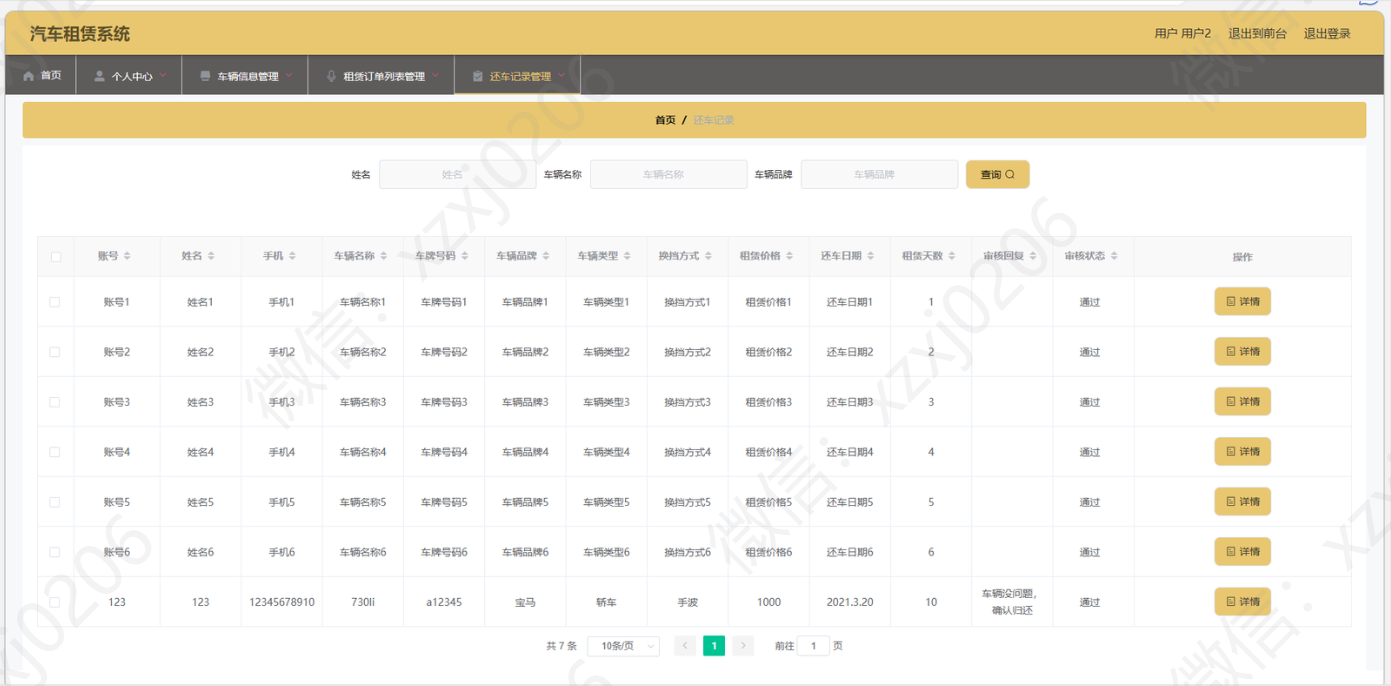 汽车租赁系统 用户 用户2 退出到前台 退出登录
首页 个人中心 车辆信息管理 租赁订单列表管理 还车记录管理
首页 / 还车记录
姓名 姓名 车辆名称 车辆名称 车辆品牌 车辆品牌 查询
账号 姓名 手机 车辆名称 车牌号码 车辆品牌 车辆类型 换挡方式 租赁价格 还车日期 租赁天数 审核回复 审核状态 操作
账号1 姓名1 手机1 车辆名称1 车牌号码1 车辆品牌1 车辆类型1 换挡方式1 租赁价格1 还车日期1 1 通过 详情
账号2 姓名2 手机2 车辆名称2 车牌号码2 车辆品牌2 车辆类型2 换挡方式2 租赁价格2 还车日期2 2 通过 详情
账号3 姓名3 手机3 车辆名称3 车牌号码3 车辆品牌3 车辆类型3 换挡方式3 租赁价格3 还车日期3 3 通过 详情
账号4 姓名4 手机4 车辆名称4 车牌号码4 车辆品牌4 车辆类型4 换挡方式4 租赁价格4 还车日期4 4 通过 详情
账号5 姓名5 手机5 车辆名称5 车牌号码5 车辆品牌5 车辆类型5 换挡方式5 租赁价格5 还车日期5 5 通过 详情
账号6 姓名6 手机6 车辆名称6 车牌号码6 车辆品牌6 车辆类型6 换挡方式6 租赁价格6 还车日期6 6 通过 详情
123 123 12345678910 730li a12345 宝马 轿车 手波 1000 2021.3.20 10 车辆没问题, 通过 详情
确认归还
共 7 条 10条/页 1 前往 1 页
微信：xzxj0206
微信：xzxj0206